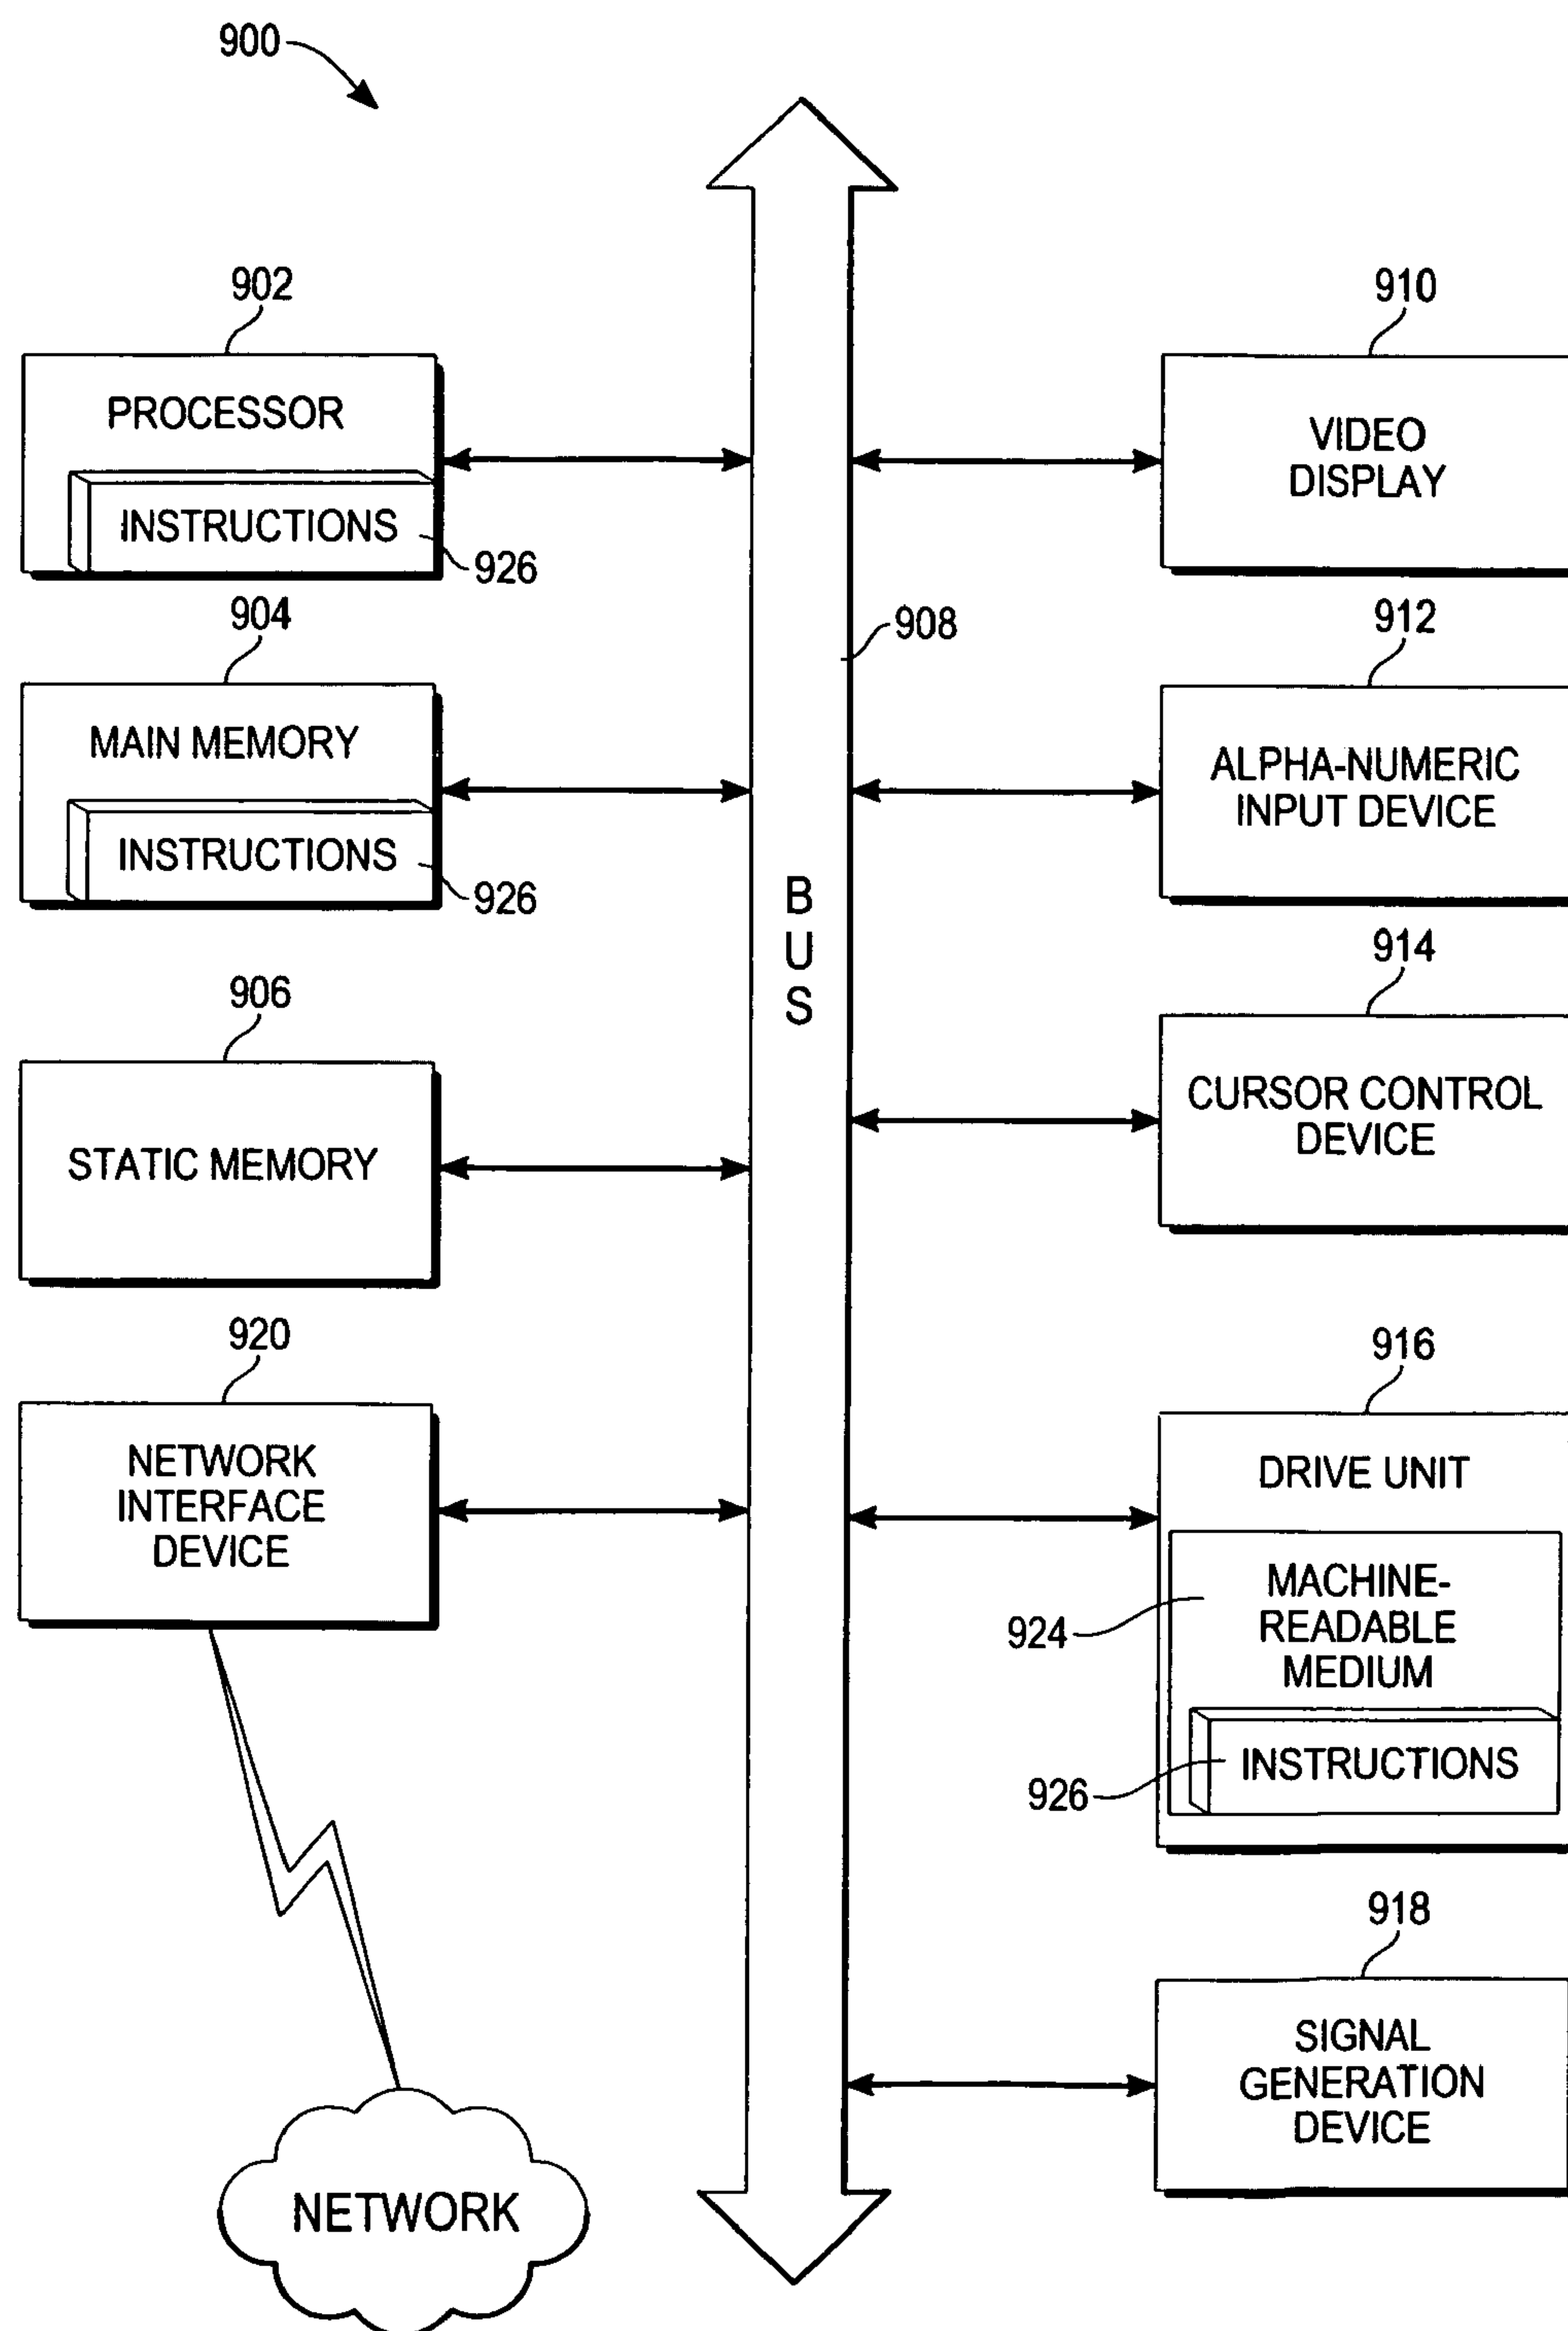 900
902
PROCESSOR
INSTRUCTIONS
926
904
MAIN MEMORY
INSTRUCTIONS
926
906
STATIC MEMORY
920
NETWORK
INTERFACE
DEVICE
NETWORK
B
U
S
908
910
VIDEO
DISPLAY
912
ALPHA-NUMERIC
INPUT DEVICE
914
CURSOR CONTROL
DEVICE
916
DRIVE UNIT
924
MACHINE-
READABLE
MEDIUM
926
INSTRUCTIONS
918
SIGNAL
GENERATION
DEVICE